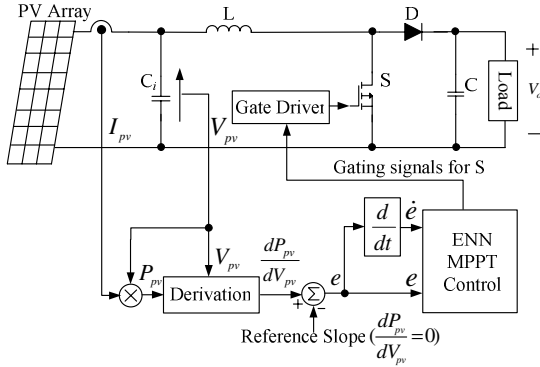 PV Array
L
D
C_i
S
C
Load
+
V_o
−
Gate Driver
I_pv
V_pv
Gating signals for S
d/dt
ė
ENN
MPPT
Control
V_pv
P_pv
×
Derivation
dP_pv/dV_pv
+
Σ
−
e
e
Reference Slope (dP_pv/dV_pv=0)